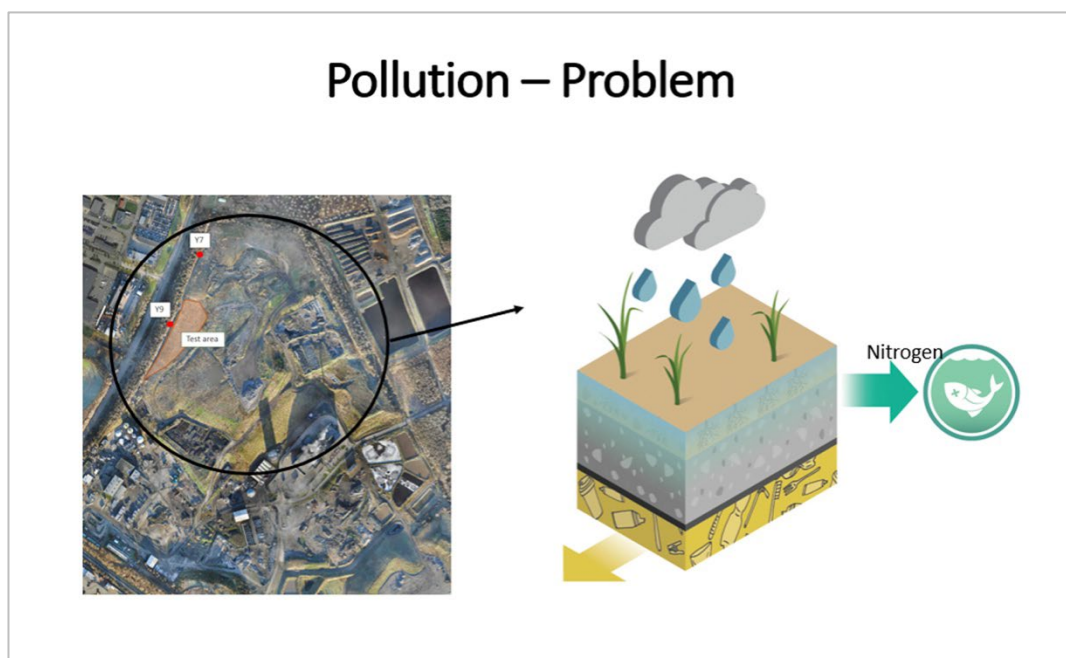 Pollution – Problem
Y7
Y9
Test area
Nitrogen